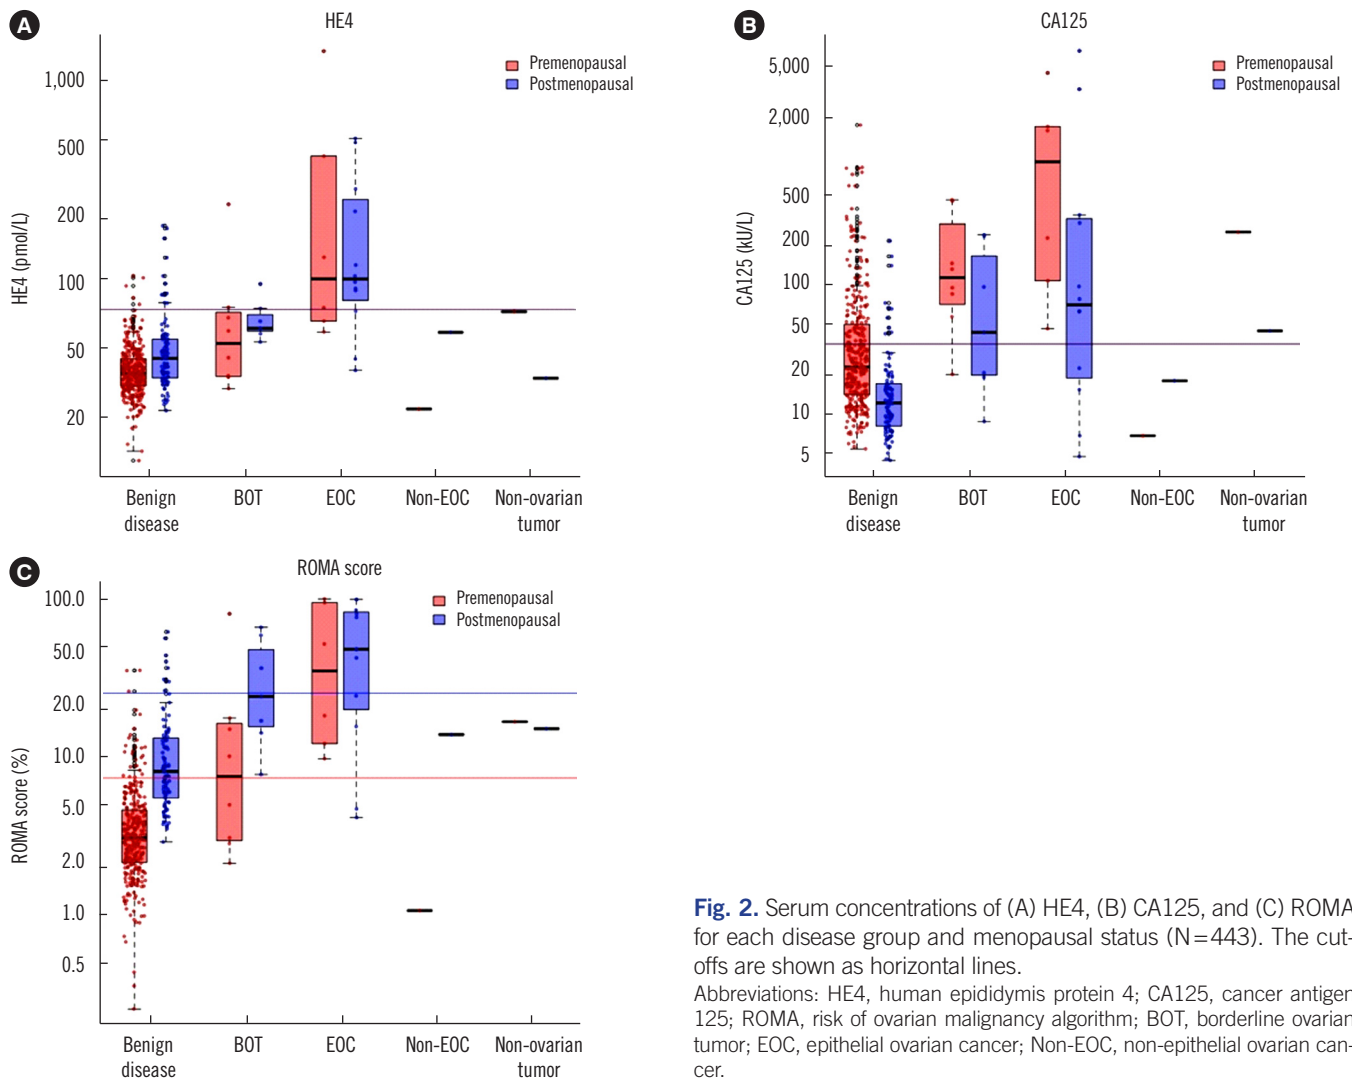 A
HE4
HE4 (pmol/L)
1,000
500
200
100
50
20
Premenopausal
Postmenopausal
Benign disease
BOT
EOC
Non-EOC
Non-ovarian tumor
B
CA125
CA125 (kU/L)
5,000
2,000
500
200
100
50
20
10
5
Premenopausal
Postmenopausal
Benign disease
BOT
EOC
Non-EOC
Non-ovarian tumor
C
ROMA score
ROMA score (%)
100.0
50.0
20.0
10.0
5.0
2.0
1.0
0.5
Premenopausal
Postmenopausal
Benign disease
BOT
EOC
Non-EOC
Non-ovarian tumor
Fig. 2. Serum concentrations of (A) HE4, (B) CA125, and (C) ROMA
for each disease group and menopausal status (N=443). The cut-
offs are shown as horizontal lines.
Abbreviations: HE4, human epididymis protein 4; CA125, cancer antigen
125; ROMA, risk of ovarian malignancy algorithm; BOT, borderline ovarian
tumor; EOC, epithelial ovarian cancer; Non-EOC, non-epithelial ovarian can-
cer.